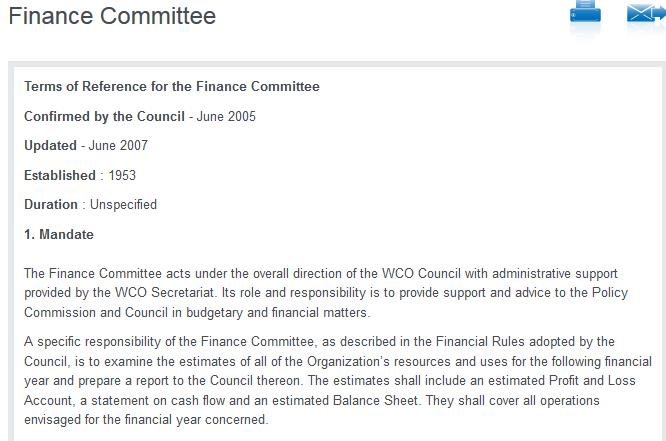 Finance Committee
Terms of Reference for the Finance Committee
Confirmed by the Council - June 2005
Updated - June 2007
Established : 1953
Duration : Unspecified
1. Mandate
The Finance Committee acts under the overall direction of the WCO Council with administrative support
provided by the WCO Secretariat. Its role and responsibility is to provide support and advice to the Policy
Commission and Council in budgetary and financial matters.
A specific responsibility of the Finance Committee, as described in the Financial Rules adopted by the
Council, is to examine the estimates of all of the Organization's resources and uses for the following financial
year and prepare a report to the Council thereon. The estimates shall include an estimated Profit and Loss
Account, a statement on cash flow and an estimated Balance Sheet. They shall cover all operations
envisaged for the financial year concerned.